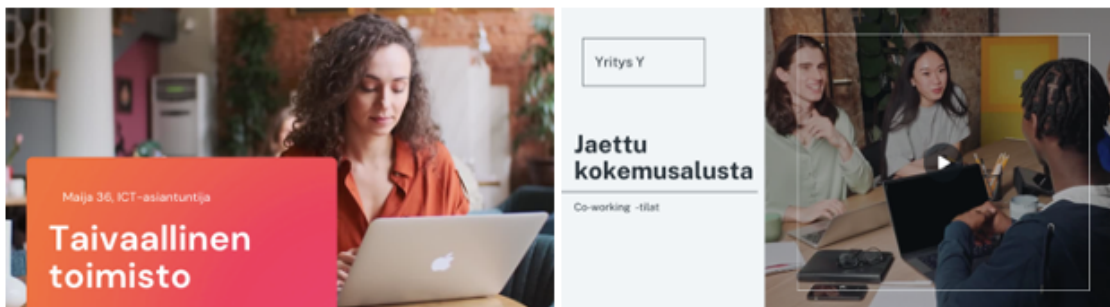 Maija 36, ICT-asiantuntija
Taivaallinen
toimisto
Yritys Y
Jaettu
kokemusalusta
Co-working -tilat